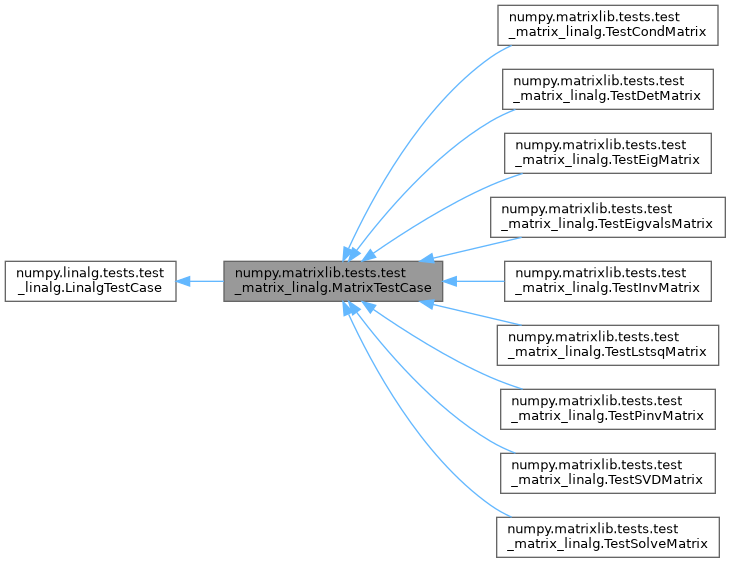 numpy.linalg.tests.test
_linalg.LinalgTestCase
numpy.matrixlib.tests.test
_matrix_linalg.MatrixTestCase
numpy.matrixlib.tests.test
_matrix_linalg.TestCondMatrix
numpy.matrixlib.tests.test
_matrix_linalg.TestDetMatrix
numpy.matrixlib.tests.test
_matrix_linalg.TestEigMatrix
numpy.matrixlib.tests.test
_matrix_linalg.TestEigvalsMatrix
numpy.matrixlib.tests.test
_matrix_linalg.TestInvMatrix
numpy.matrixlib.tests.test
_matrix_linalg.TestLstsqMatrix
numpy.matrixlib.tests.test
_matrix_linalg.TestPinvMatrix
numpy.matrixlib.tests.test
_matrix_linalg.TestSVDMatrix
numpy.matrixlib.tests.test
_matrix_linalg.TestSolveMatrix